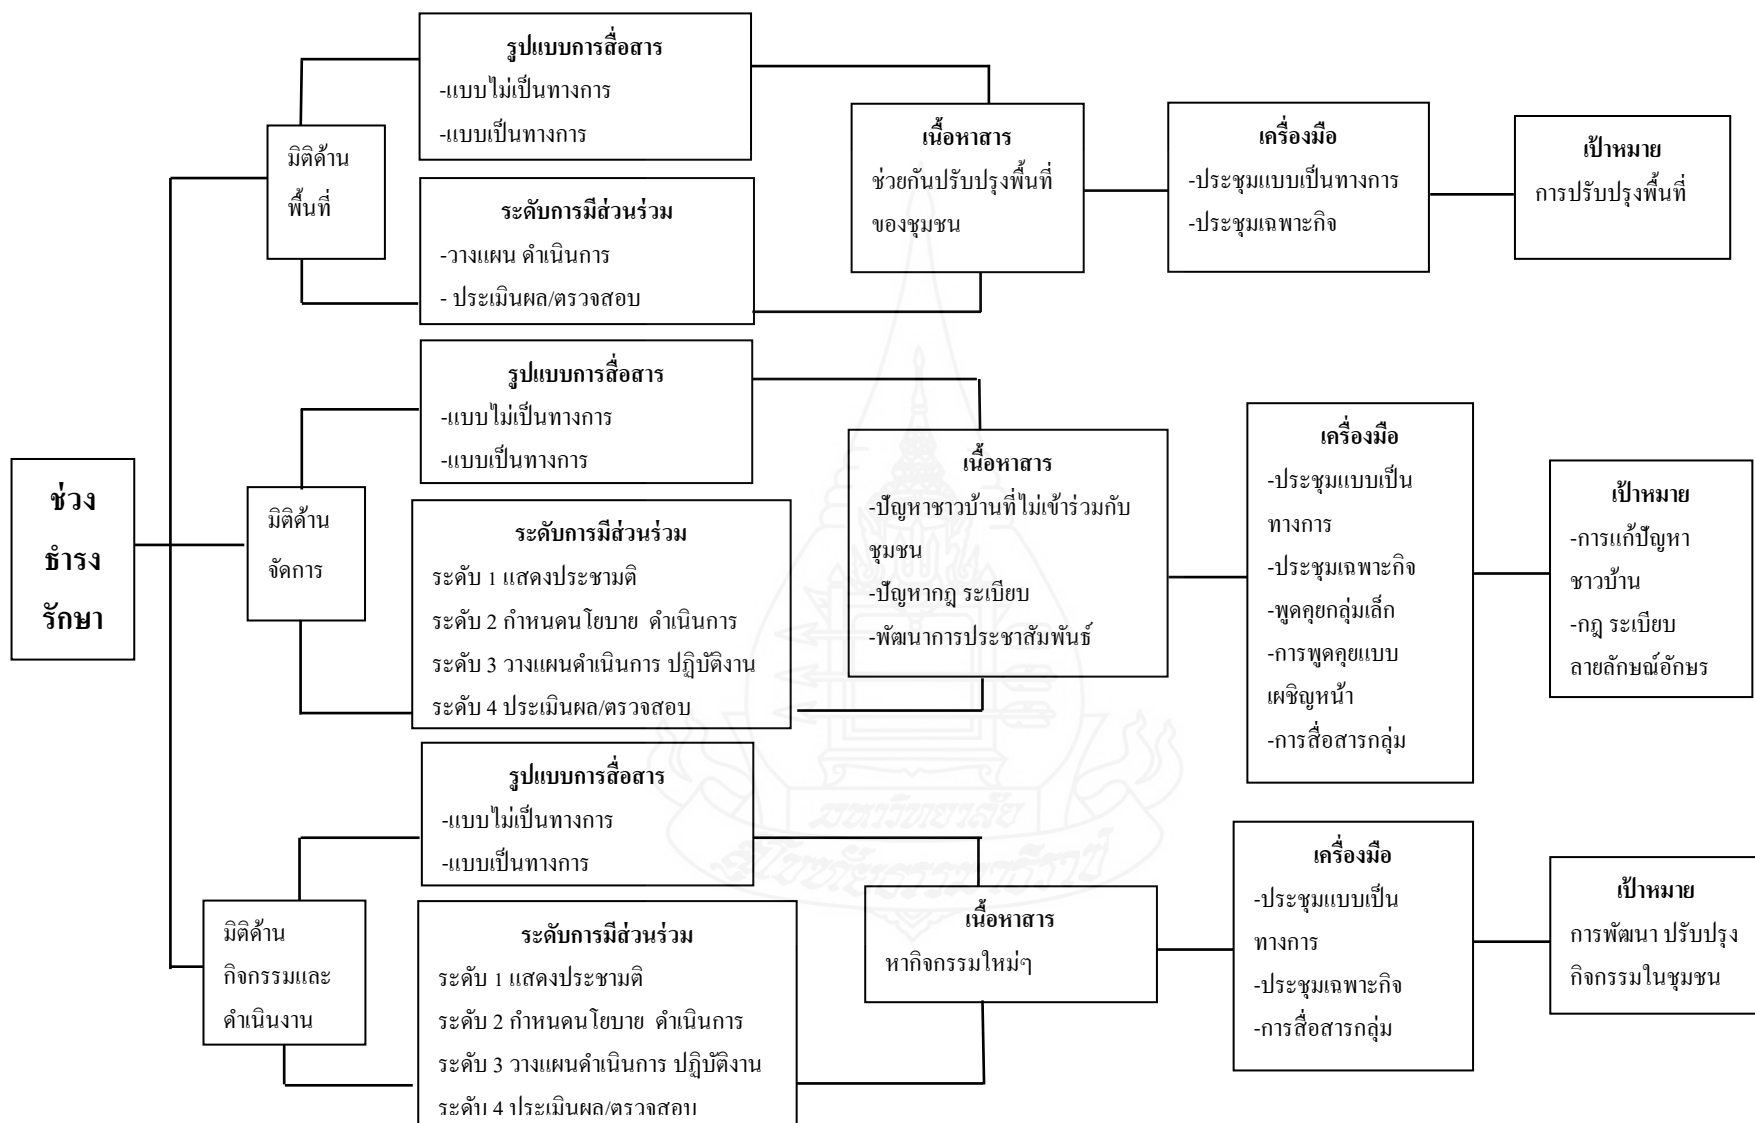 ช่วง
ธำรง
รักษา
มิติด้าน
พื้นที่
รูปแบบการสื่อสาร
-แบบไม่เป็นทางการ
-แบบเป็นทางการ
ระดับการมีส่วนร่วม
-วางแผน ดำเนินการ
- ประเมินผล/ตรวจสอบ
เนื้อหาสาร
ช่วยกันปรับปรุงพื้นที่
ของชุมชน
เครื่องมือ
-ประชุมแบบเป็นทางการ
-ประชุมเฉพาะกิจ
เป้าหมาย
การปรับปรุงพื้นที่
มิติด้าน
จัดการ
รูปแบบการสื่อสาร
-แบบไม่เป็นทางการ
-แบบเป็นทางการ
ระดับการมีส่วนร่วม
ระดับ 1 แสดงประชามติ
ระดับ 2 กำหนดนโยบาย ดำเนินการ
ระดับ 3 วางแผนดำเนินการ ปฏิบัติงาน
ระดับ 4 ประเมินผล/ตรวจสอบ
เนื้อหาสาร
-ปัญหาชาวบ้านที่ไม่เข้าร่วมกับ
ชุมชน
-ปัญหากฎ ระเบียบ
-พัฒนาการประชาสัมพันธ์
เครื่องมือ
-ประชุมแบบเป็น
ทางการ
-ประชุมเฉพาะกิจ
-พูดคุยกลุ่มเล็ก
-การพูดคุยแบบ
เผชิญหน้า
-การสื่อสารกลุ่ม
เป้าหมาย
-การแก้ปัญหา
ชาวบ้าน
-กฎ ระเบียบ
ลายลักษณ์อักษร
มิติด้าน
กิจกรรมและ
ดำเนินงาน
รูปแบบการสื่อสาร
-แบบไม่เป็นทางการ
-แบบเป็นทางการ
ระดับการมีส่วนร่วม
ระดับ 1 แสดงประชามติ
ระดับ 2 กำหนดนโยบาย ดำเนินการ
ระดับ 3 วางแผนดำเนินการ ปฏิบัติงาน
ระดับ 4 ประเมินผล/ตรวจสอบ
เนื้อหาสาร
หากิจกรรมใหม่ๆ
เครื่องมือ
-ประชุมแบบเป็น
ทางการ
-ประชุมเฉพาะกิจ
-การสื่อสารกลุ่ม
เป้าหมาย
การพัฒนา ปรับปรุง
กิจกรรมในชุมชน
มหาวิทยาลัย
สุโขทัยธรรมาธิราช